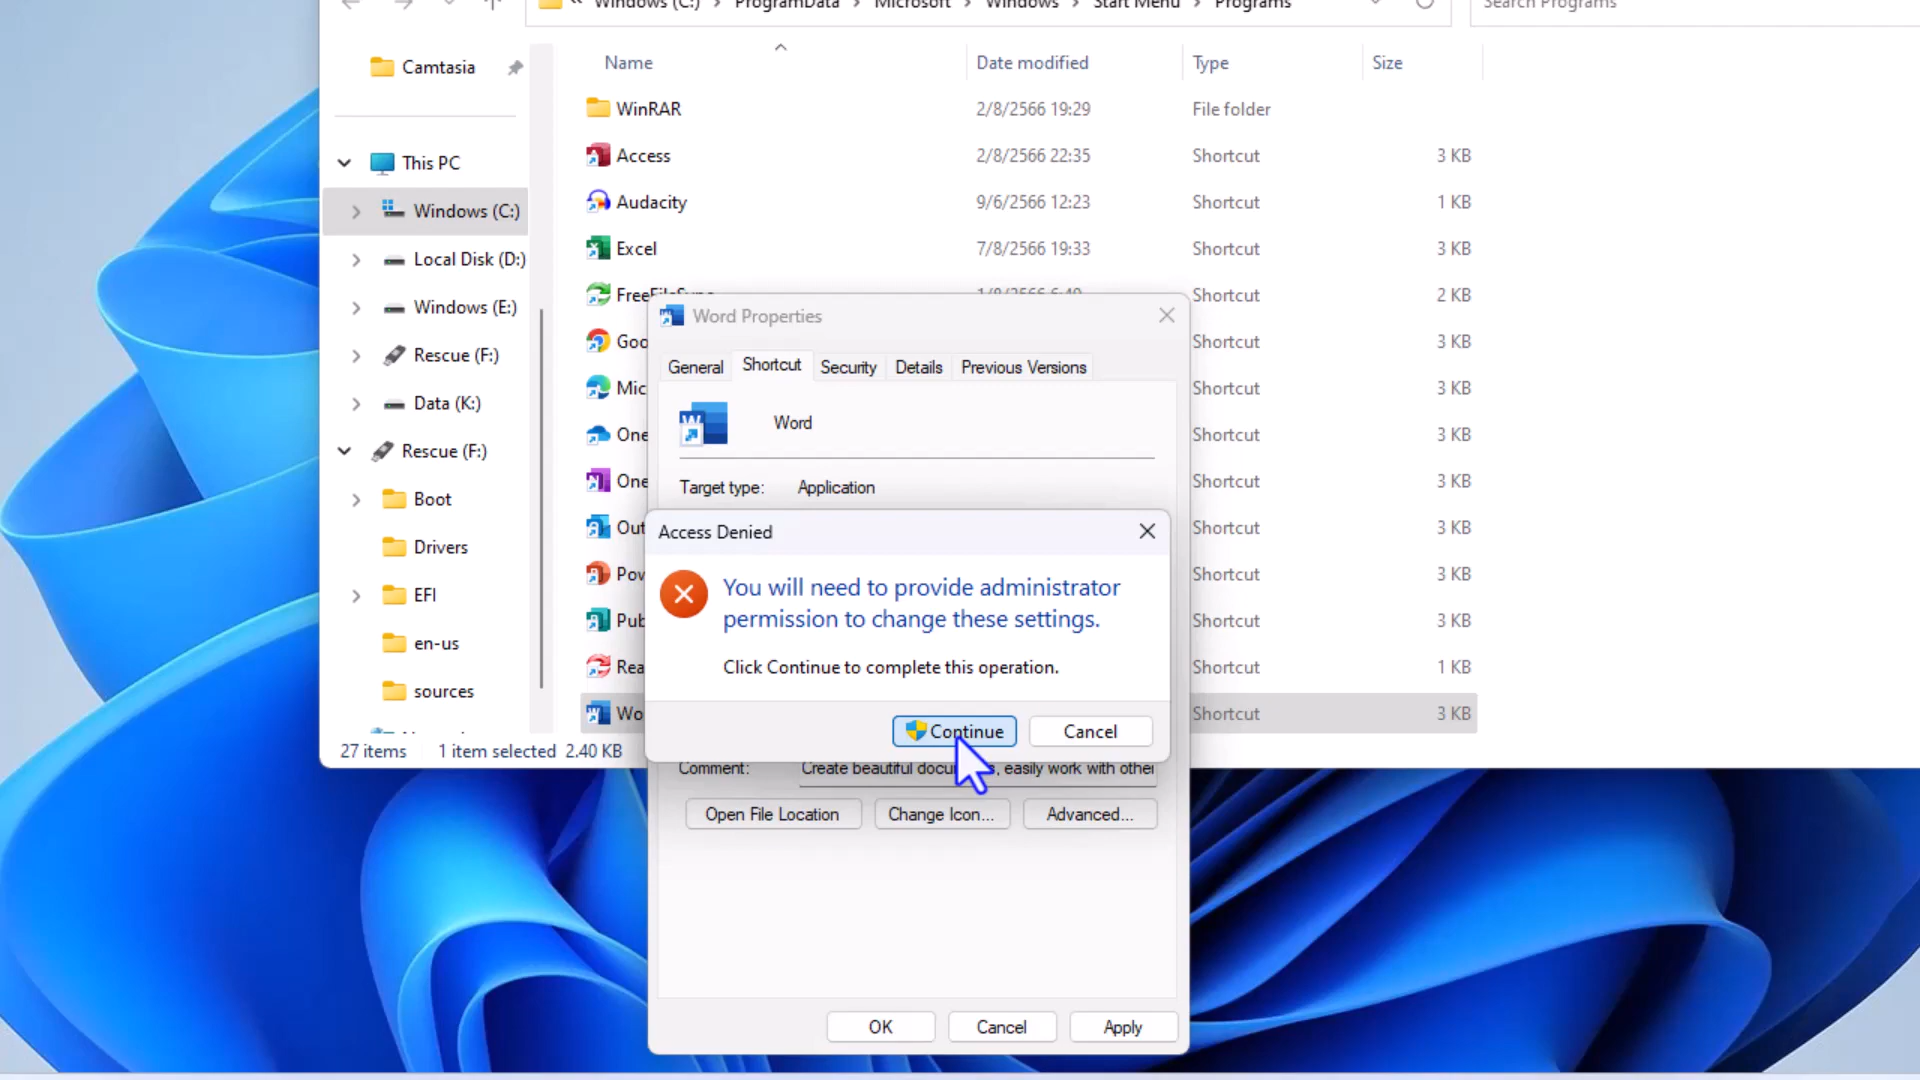 Windows (C:) › ProgramData › Microsoft › Windows › Start Menu › Programs
Search Programs
Camtasia
This PC
Windows (C:)
Local Disk (D:)
Windows (E:)
Rescue (F:)
Data (K:)
Rescue (F:)
Boot
Drivers
EFI
en-us
sources
Name Date modified Type Size
WinRAR 2/8/2566 19:29 File folder
Access 2/8/2566 22:35 Shortcut 3 KB
Audacity 9/6/2566 12:23 Shortcut 1 KB
Excel 7/8/2566 19:33 Shortcut 3 KB
FreeFileSync Shortcut 2 KB
Goo Shortcut 3 KB
Mic Shortcut 3 KB
One Shortcut 3 KB
One Shortcut 3 KB
Out Shortcut 3 KB
Pow Shortcut 3 KB
Pub Shortcut 3 KB
Rea Shortcut 1 KB
Wo Shortcut 3 KB
27 items 1 item selected 2.40 KB
Word Properties
General Shortcut Security Details Previous Versions
Word
Target type: Application
Access Denied
You will need to provide administrator
permission to change these settings.
Click Continue to complete this operation.
Continue Cancel
Comment: Create beautiful docu s, easily work with other
Open File Location Change Icon... Advanced...
OK Cancel Apply